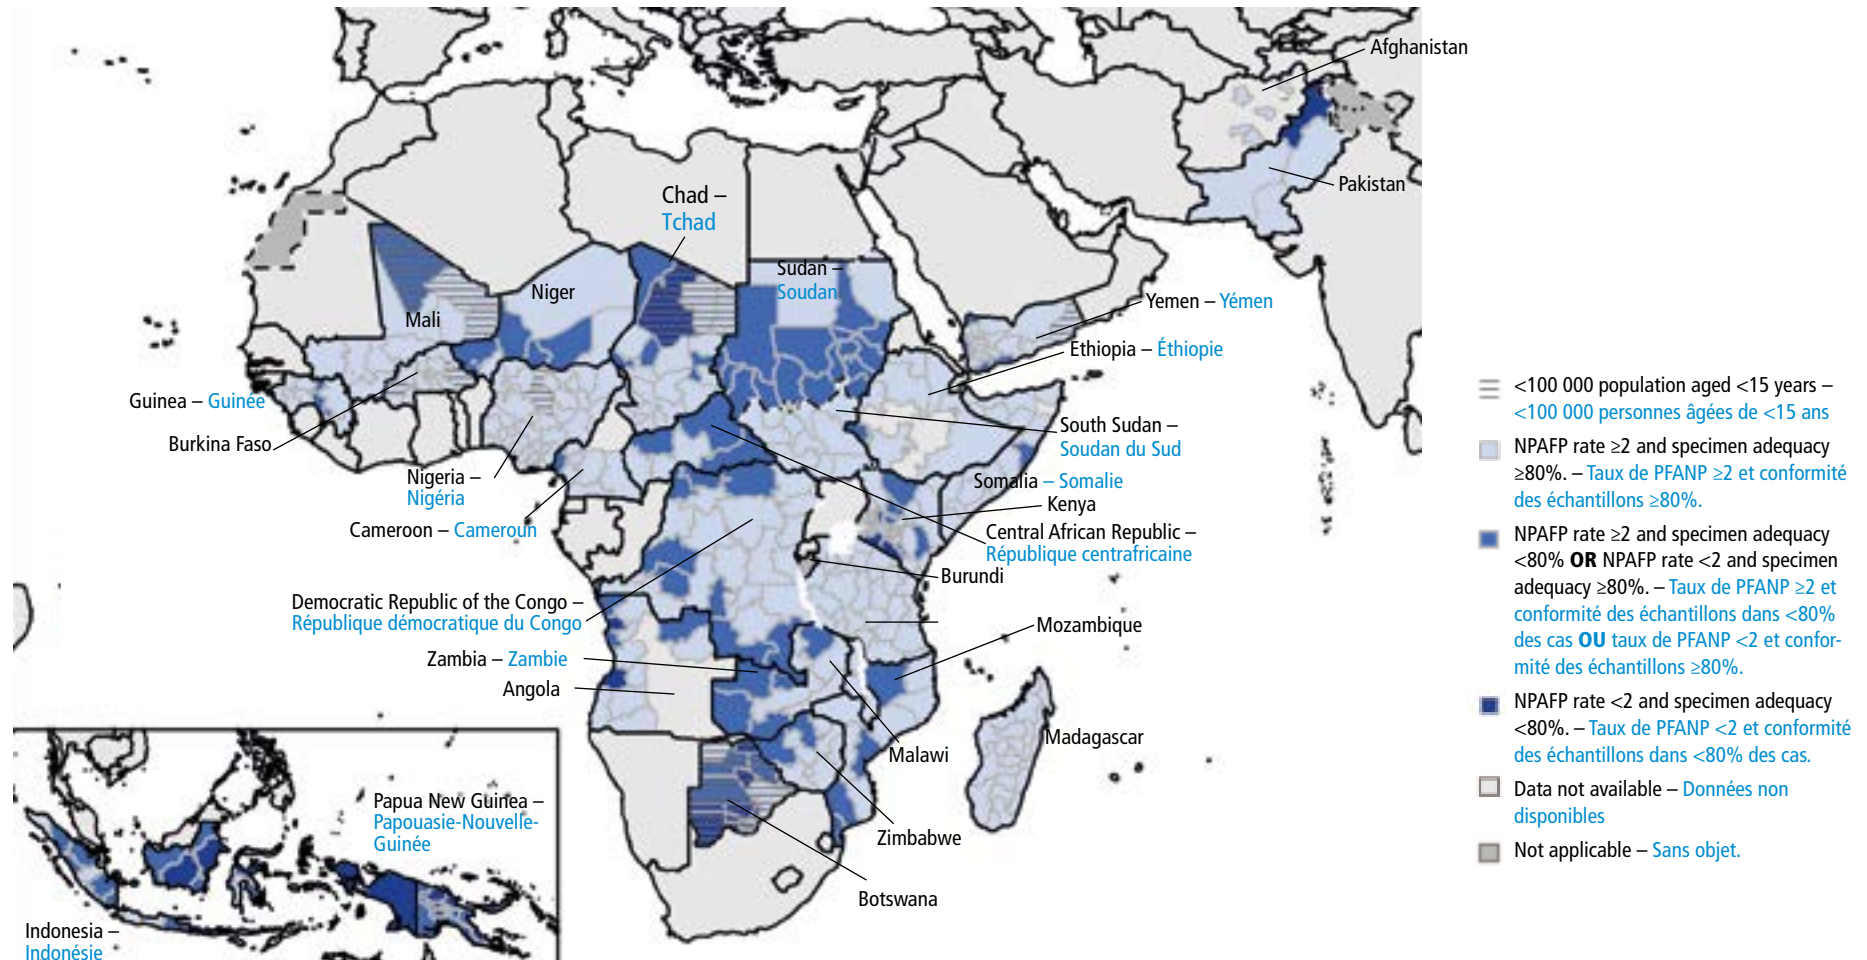 Afghanistan
Pakistan
Chad –
Tchad
Sudan –
Soudan
Niger
Mali
Yemen – Yémen
Ethiopia – Éthiopie
Guinea – Guinée
Burkina Faso
South Sudan –
Soudan du Sud
Nigeria –
Nigéria
Somalia – Somalie
Kenya
Cameroon – Cameroun
Central African Republic –
République centrafricaine
Burundi
Democratic Republic of the Congo –
République démocratique du Congo
Mozambique
Zambia – Zambie
Angola
Malawi
Madagascar
Zimbabwe
Botswana
Papua New Guinea –
Papouasie-Nouvelle-
Guinée
Indonesia –
Indonésie
<100 000 population aged <15 years –
<100 000 personnes âgées de <15 ans
NPAFP rate ≥2 and specimen adequacy
≥80%. – Taux de PFANP ≥2 et conformité
des échantillons ≥80%.
NPAFP rate ≥2 and specimen adequacy
<80% OR NPAFP rate <2 and specimen
adequacy ≥80%. – Taux de PFANP ≥2 et
conformité des échantillons dans <80%
des cas OU taux de PFANP <2 et confor-
mité des échantillons ≥80%.
NPAFP rate <2 and specimen adequacy
<80%. – Taux de PFANP <2 et conformité
des échantillons dans <80% des cas.
Data not available – Données non
disponibles
Not applicable – Sans objet.